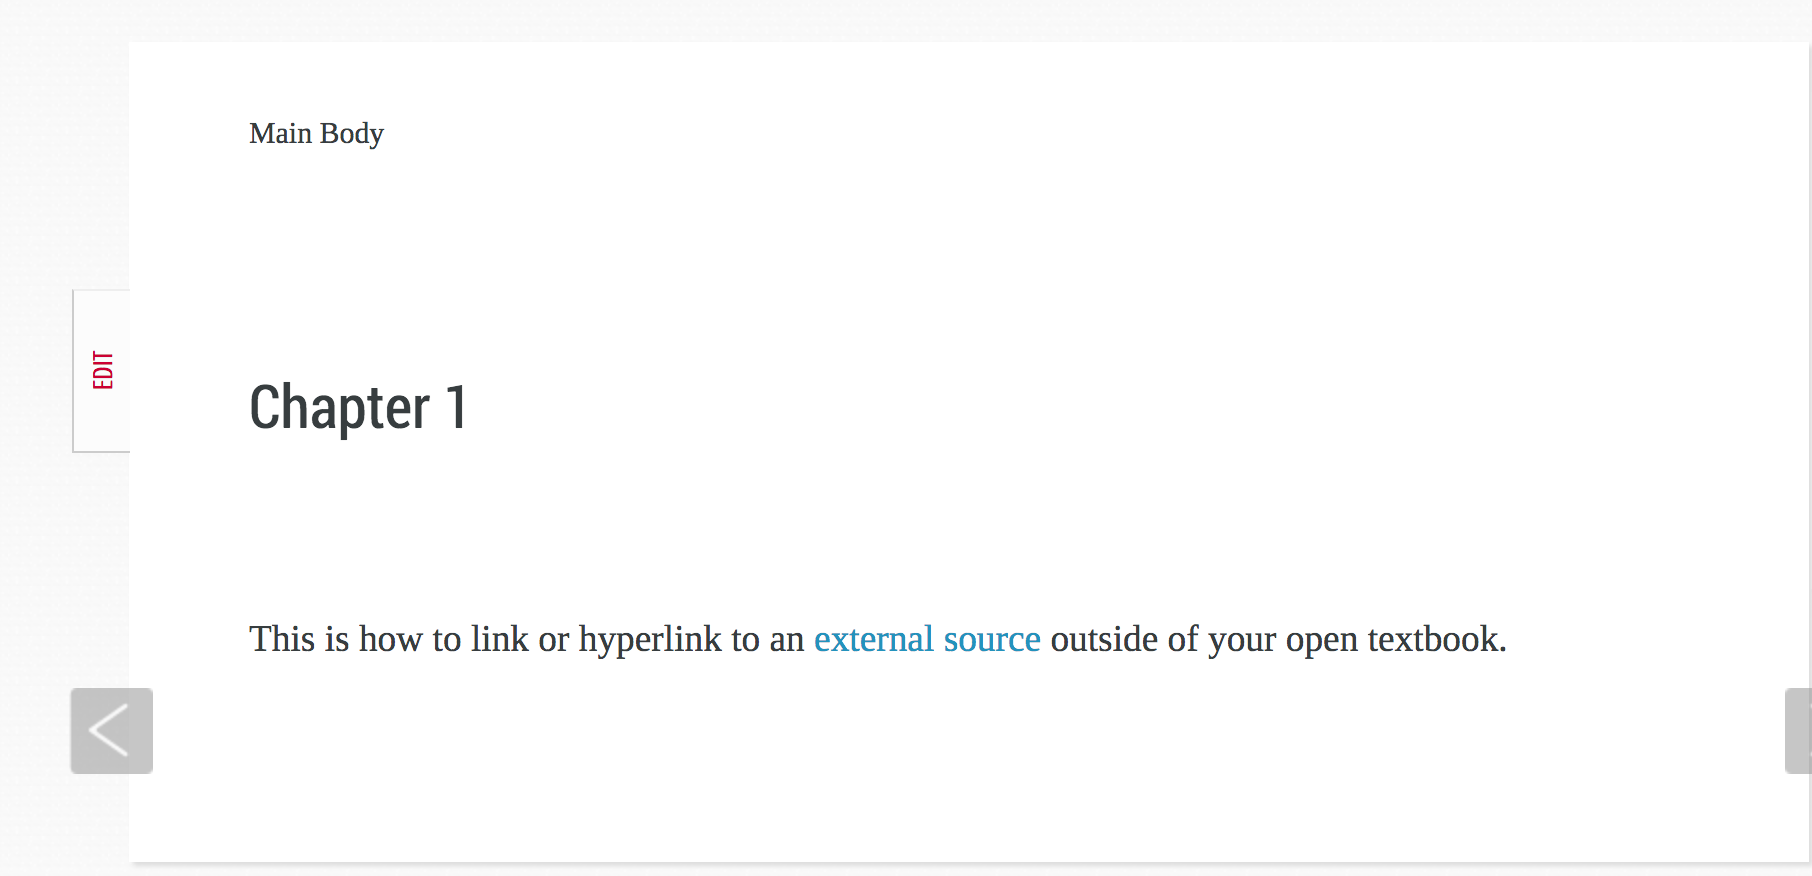 Main Body
EDIT
Chapter 1
This is how to link or hyperlink to an external source outside of your open textbook.